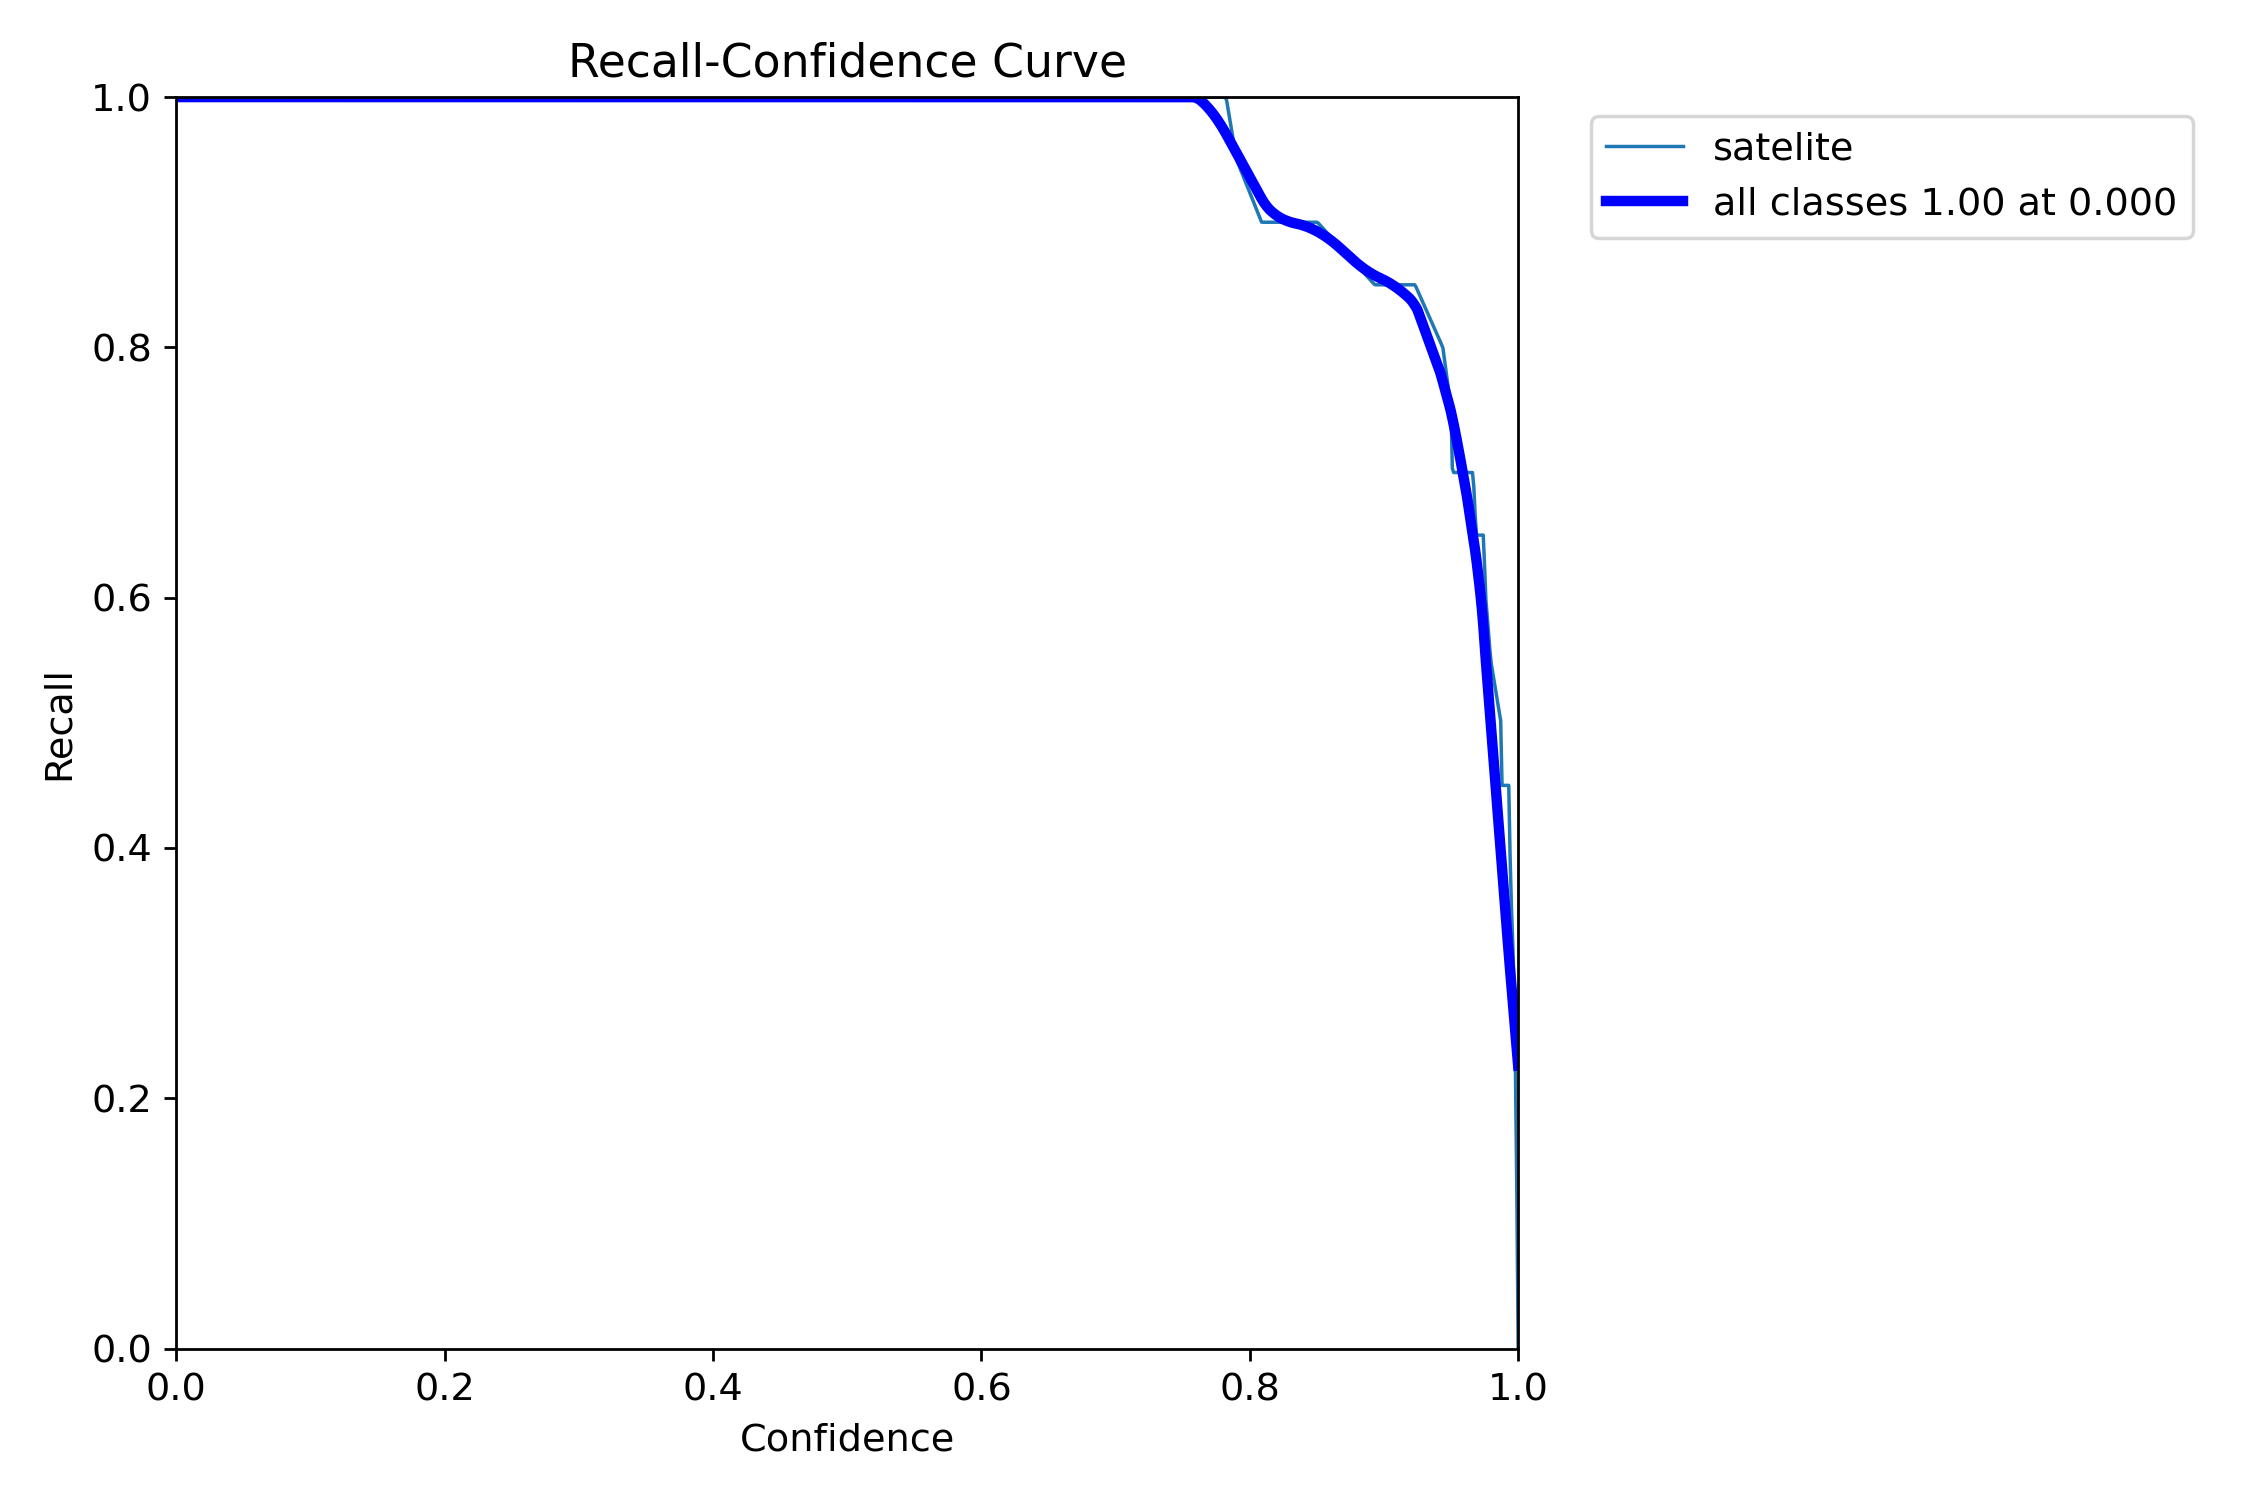 Recall-Confidence Curve
1.0
0.8
0.6
0.4
0.2
0.0
Recall
0.0 0.2 0.4 0.6 0.8 1.0
Confidence
satelite
all classes 1.00 at 0.000